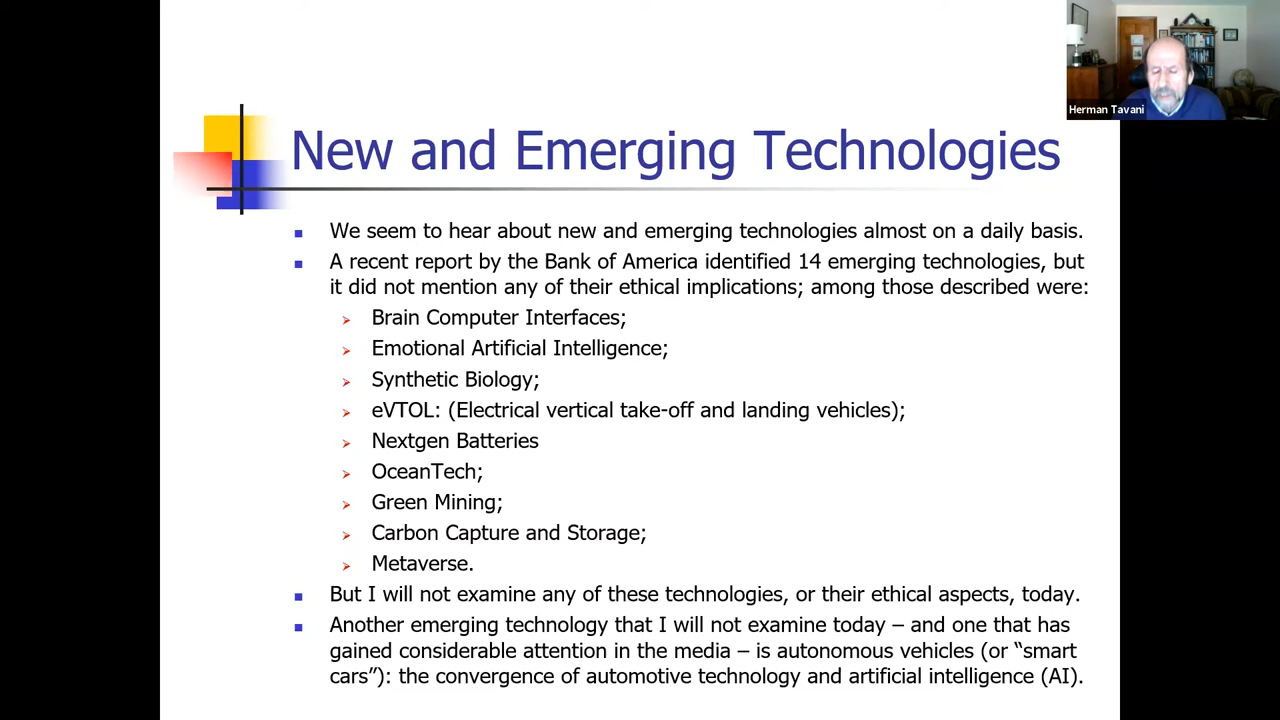 Herman Tavani
New and Emerging Technologies
We seem to hear about new and emerging technologies almost on a daily basis.
A recent report by the Bank of America identified 14 emerging technologies, but
it did not mention any of their ethical implications; among those described were:
Brain Computer Interfaces;
Emotional Artificial Intelligence;
Synthetic Biology;
eVTOL: (Electrical vertical take-off and landing vehicles);
Nextgen Batteries
OceanTech;
Green Mining;
Carbon Capture and Storage;
Metaverse.
But I will not examine any of these technologies, or their ethical aspects, today.
Another emerging technology that I will not examine today – and one that has
gained considerable attention in the media – is autonomous vehicles (or “smart
cars”): the convergence of automotive technology and artificial intelligence (AI).